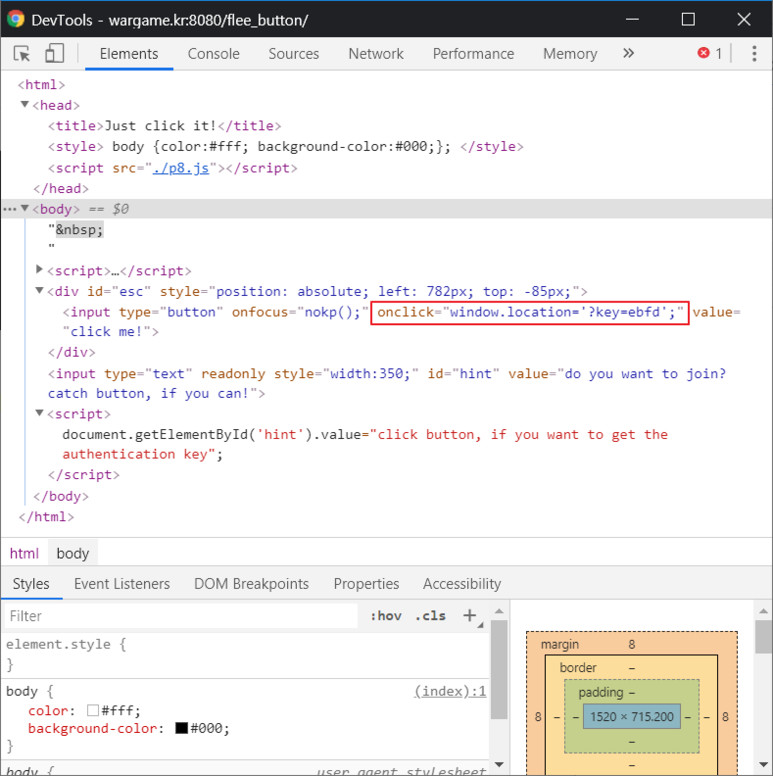 DevTools - wargame.kr:8080/flee_button/
Elements Console Sources Network Performance Memory » 1
<html>
<head>
<title>Just click it!</title>
<style> body {color:#fff; background-color:#000;}; </style>
<script src="./p8.js"></script>
</head>
<body> == $0
"&nbsp;
"
<script>…</script>
<div id="esc" style="position: absolute; left: 782px; top: -85px;">
<input type="button" onfocus="nokp();" onclick="window.location='?key=ebfd';" value=
"click me!">
</div>
<input type="text" readonly style="width:350;" id="hint" value="do you want to join?
catch button, if you can!">
<script>
document.getElementById('hint').value="click button, if you want to get the
authentication key";
</script>
</body>
</html>
html body
Styles Event Listeners DOM Breakpoints Properties Accessibility
Filter :hov .cls +
element.style {
}
body { (index):1
color: #fff;
background-color: #000;
}
body { user agent stylesheet
margin 8
border –
padding –
8 – – 1520 × 715.200 – – 8
–
–